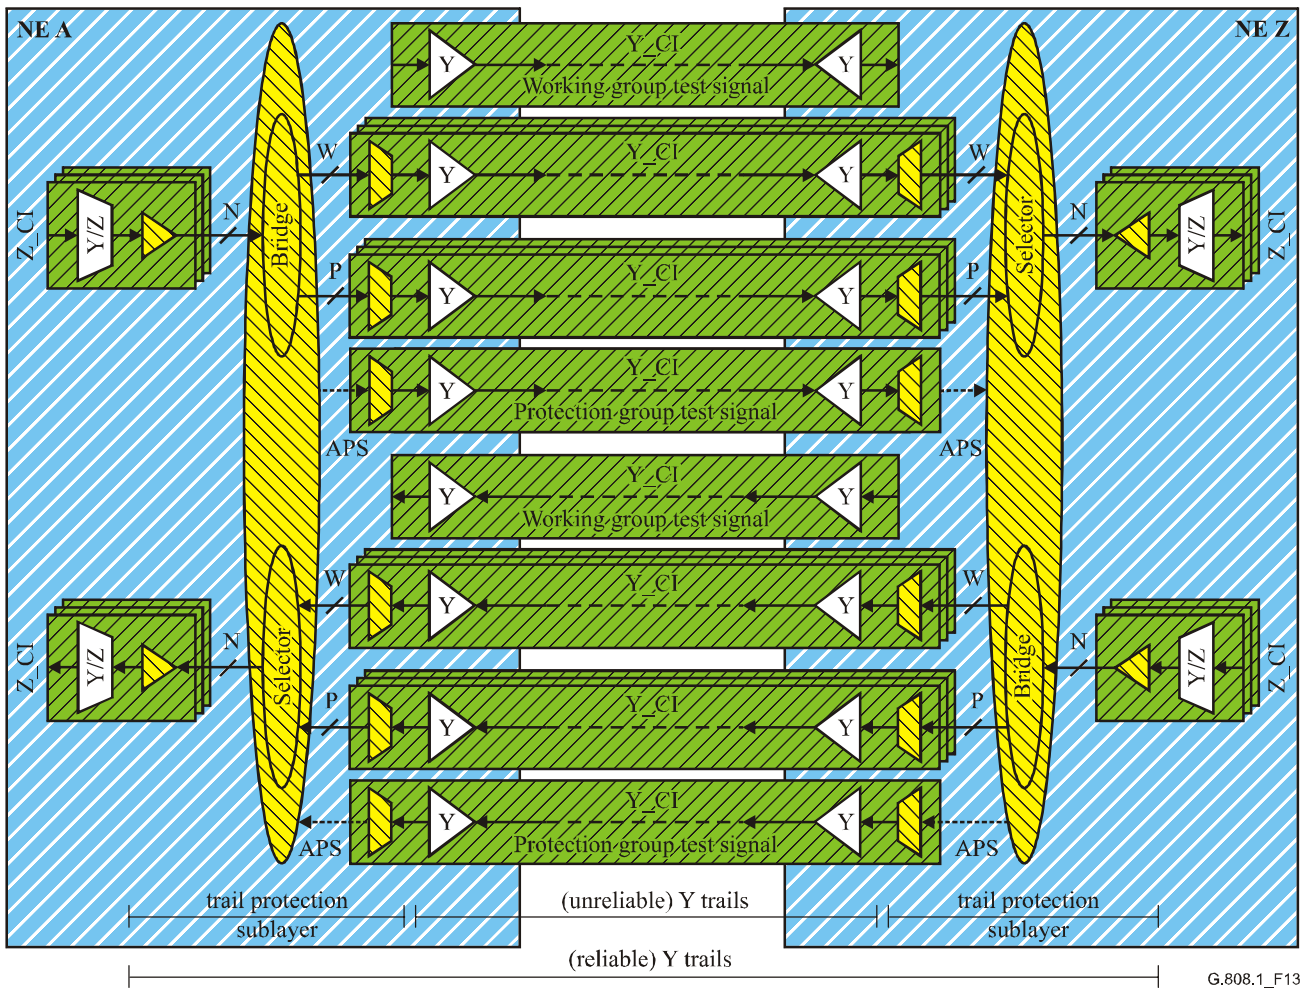 NE A
NE Z
Y_CI
Y
Y
Working group test signal
W
Y_CI
W
Y
Y
Z_CI
Y/Z
N
Bridge
Selector
N
Y/Z
Z_CI
P
Y_CI
P
Y
Y
Y_CI
Y
Y
Protection group test signal
APS
APS
Y_CI
Y
Y
Working group test signal
W
Y_CI
W
Y
Y
Z_CI
Y/Z
N
Selector
Bridge
N
Y/Z
Z_CI
P
Y_CI
P
Y
Y
Y_CI
Y
Y
Protection group test signal
APS
APS
trail protection
sublayer
(unreliable) Y trails
trail protection
sublayer
(reliable) Y trails
G.808.1_F13